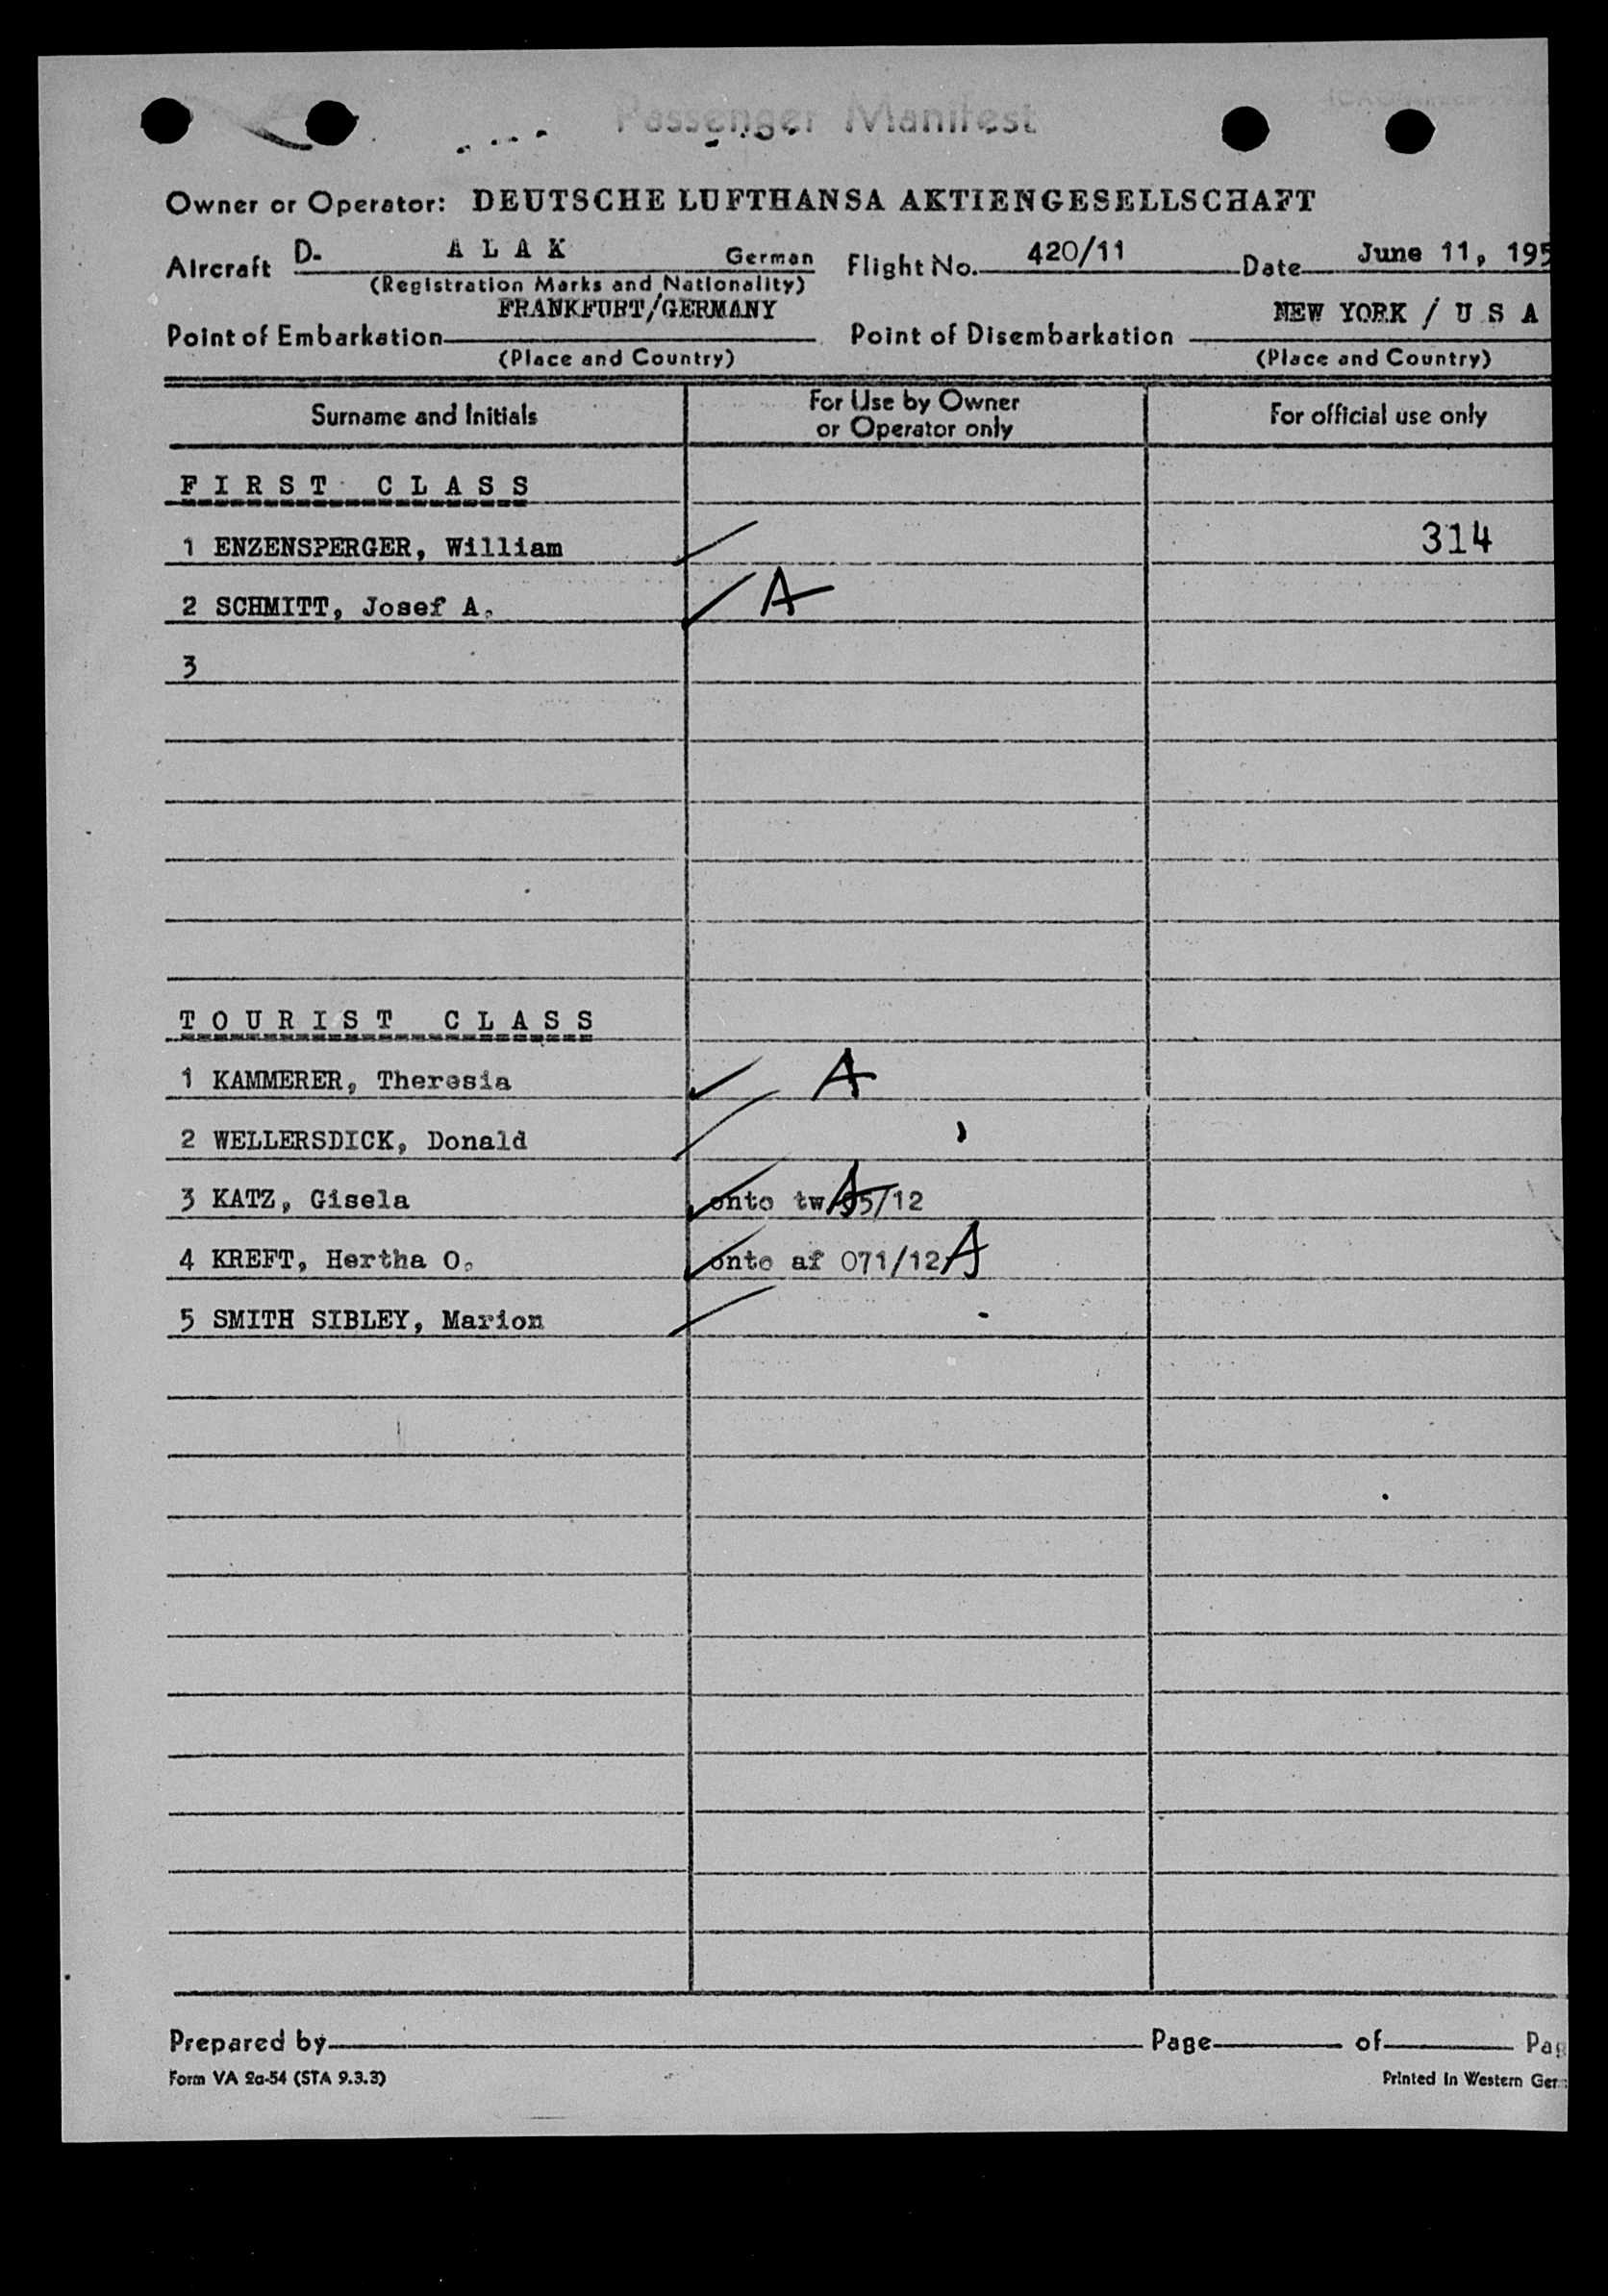 Passenger Manifest
Owner or Operator: DEUTSCHE LUFTHANSA AKTIENGESELLSCHAFT
Aircraft D- A L A K German Flight No. 420/11 Date June 11, 195
(Registration Marks and Nationality)
FRANKFURT/GERMANY NEW YORK / U S A
Point of Embarkation Point of Disembarkation
(Place and Country) (Place and Country)
Surname and Initials For Use by Owner or Operator only For official use only
F I R S T C L A S S
1 ENZENSPERGER, William 314
2 SCHMITT, Josef A. A
3
T O U R I S T C L A S S
1 KAMMERER, Theresia A
2 WELLERSDICK, Donald
3 KATZ, Gisela onto tw A 5/12
4 KREFT, Hertha O. onto af 071/12 A
5 SMITH SIBLEY, Marion
Prepared by Page of Pag
Form VA 2a-54 (STA 9.3.3) Printed in Western Ger